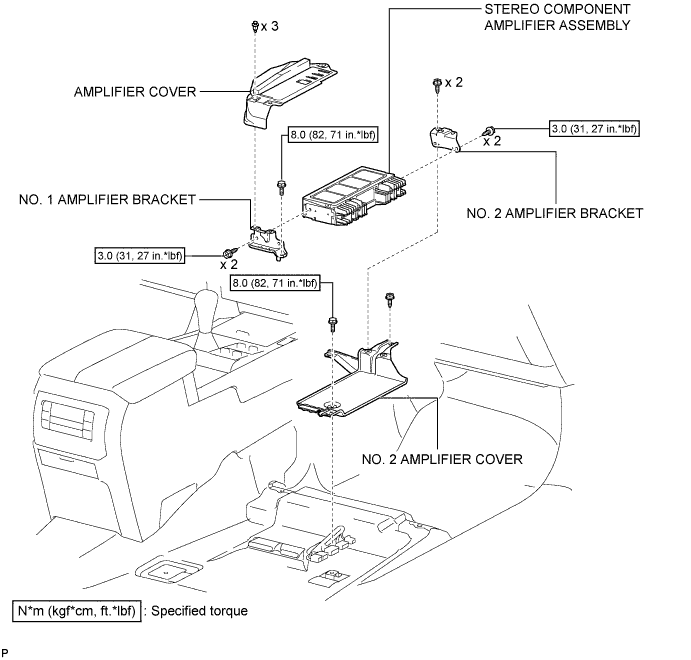 STEREO COMPONENT
AMPLIFIER ASSEMBLY
x 3
AMPLIFIER COVER
x 2
8.0 (82, 71 in.*lbf)
3.0 (31, 27 in.*lbf)
x 2
NO. 1 AMPLIFIER BRACKET
NO. 2 AMPLIFIER BRACKET
3.0 (31, 27 in.*lbf)
x 2
8.0 (82, 71 in.*lbf)
NO. 2 AMPLIFIER COVER
N*m (kgf*cm, ft.*lbf) : Specified torque
P